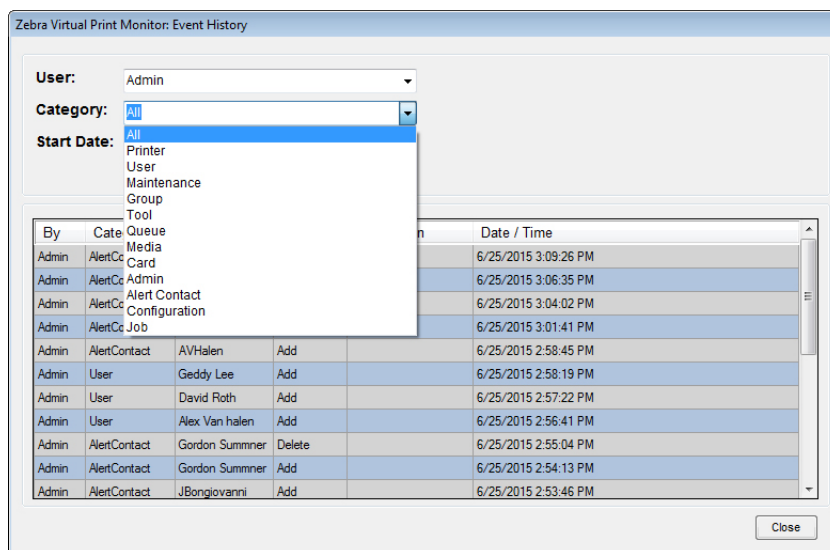 Zebra Virtual Print Monitor: Event History
User: Admin
Category: All
Start Date:
All
Printer
User
Maintenance
Group
Tool
Queue
Media
Card
Admin
Alert Contact
Configuration
Job
By Cate n Date / Time
Admin AlertCo 6/25/2015 3:09:26 PM
Admin AlertCo 6/25/2015 3:06:35 PM
Admin AlertCo 6/25/2015 3:04:02 PM
Admin AlertCo 6/25/2015 3:01:41 PM
Admin AlertContact AVHalen Add 6/25/2015 2:58:45 PM
Admin User Geddy Lee Add 6/25/2015 2:58:19 PM
Admin User David Roth Add 6/25/2015 2:57:22 PM
Admin User Alex Van halen Add 6/25/2015 2:56:41 PM
Admin AlertContact Gordon Summner Delete 6/25/2015 2:55:04 PM
Admin AlertContact Gordon Summner Add 6/25/2015 2:54:13 PM
Admin AlertContact JBongiovanni Add 6/25/2015 2:53:46 PM
Close